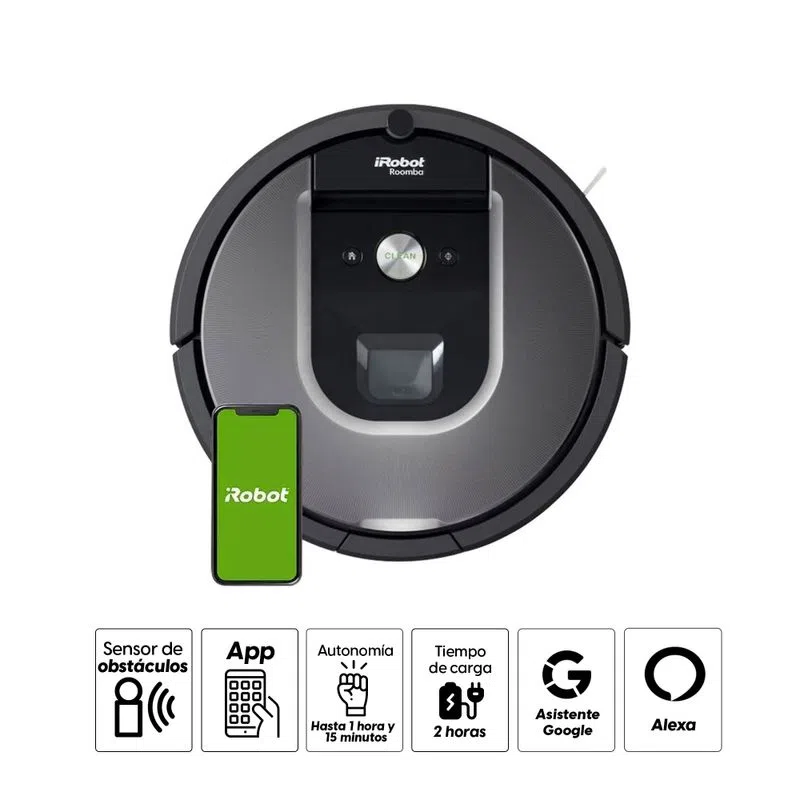 iRobot
Roomba
CLEAN
iRobot
Sensor de
obstáculos
App
Autonomía
Hasta 1 hora y
15 minutos
Tiempo
de carga
2 horas
Asistente
Google
Alexa